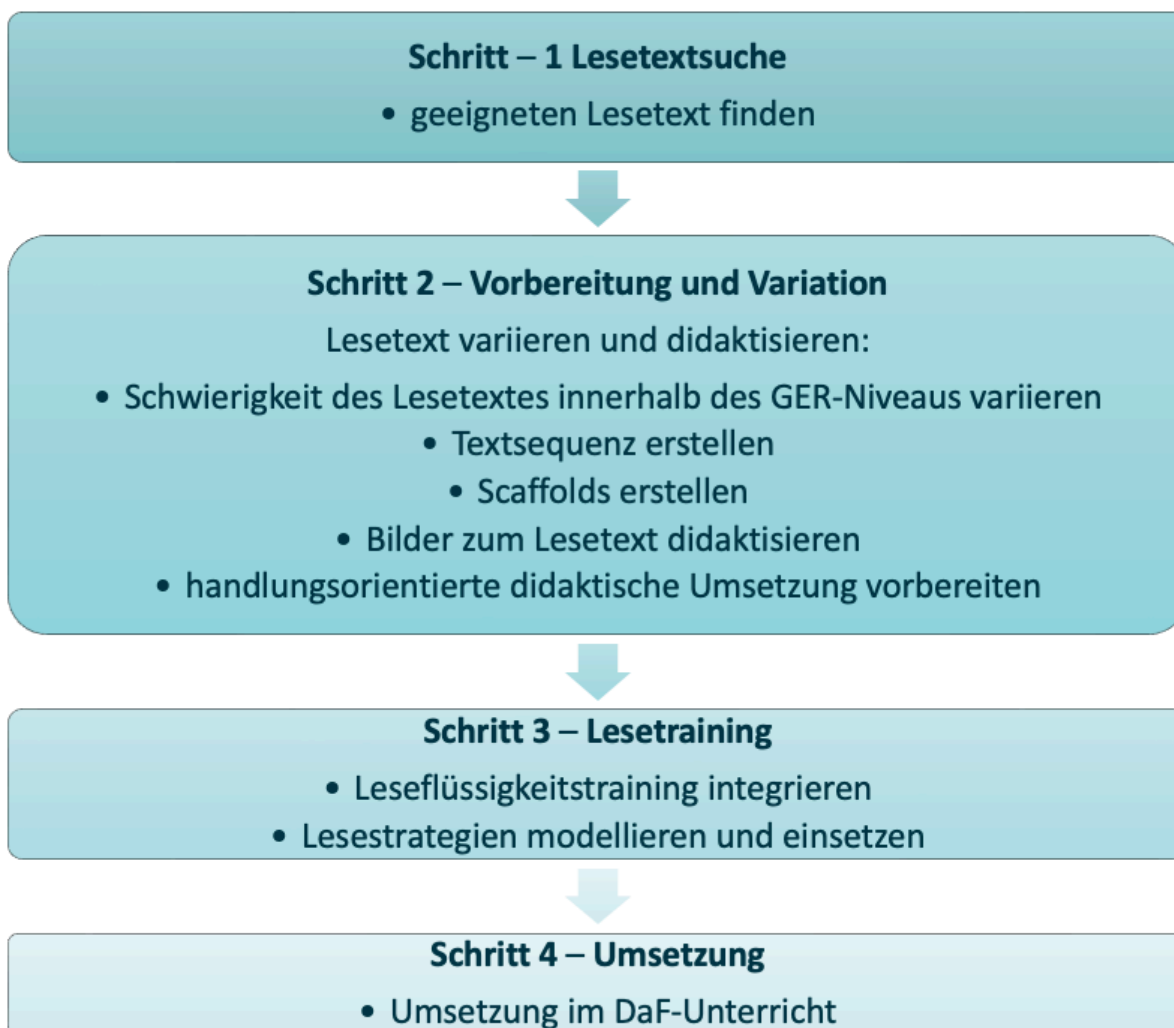 Schritt – 1 Lesetextsuche
• geeigneten Lesetext finden
Schritt 2 – Vorbereitung und Variation
Lesetext variieren und didaktisieren:
• Schwierigkeit des Lesetextes innerhalb des GER-Niveaus variieren
• Textsequenz erstellen
• Scaffolds erstellen
• Bilder zum Lesetext didaktisieren
• handlungsorientierte didaktische Umsetzung vorbereiten
Schritt 3 – Lesetraining
• Leseflüssigkeitstraining integrieren
• Lesestrategien modellieren und einsetzen
Schritt 4 – Umsetzung
• Umsetzung im DaF-Unterricht